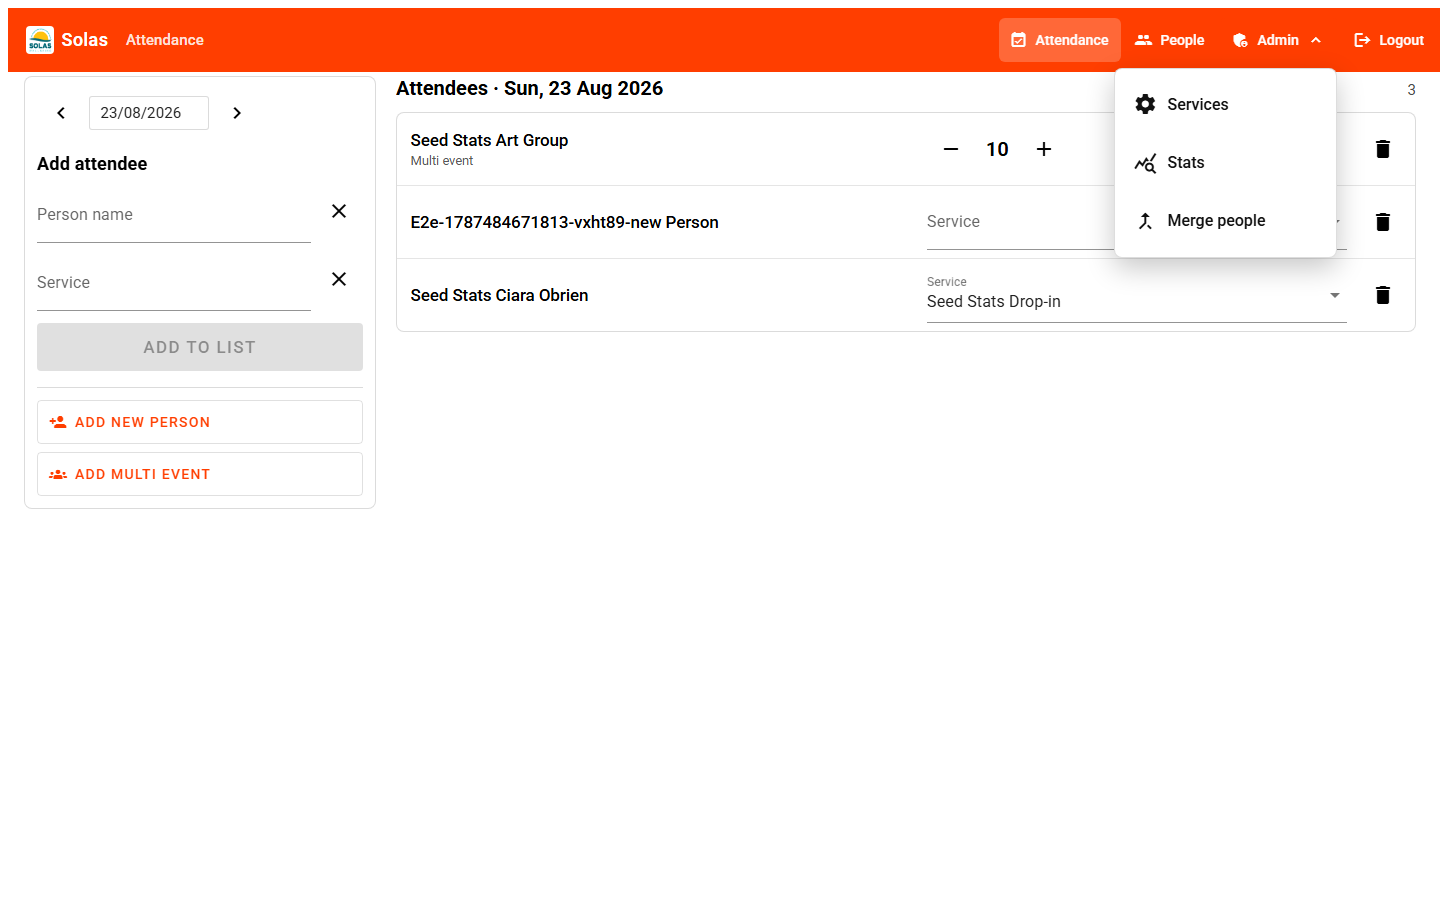 SOLAS
Solas
Attendance
Attendance
People
Admin
Logout
23/08/2026
Add attendee
Person name
Service
ADD TO LIST
ADD NEW PERSON
ADD MULTI EVENT
Attendees · Sun, 23 Aug 2026
3
Seed Stats Art Group
Multi event
10
E2e-1787484671813-vxht89-new Person
Service
Seed Stats Ciara Obrien
Service
Seed Stats Drop-in
Services
Stats
Merge people